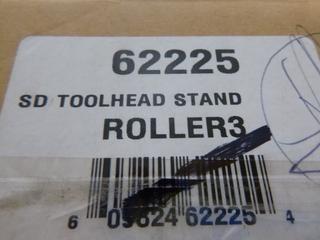 62225
SD TOOLHEAD STAND
ROLLER3
6 09824 62225 4